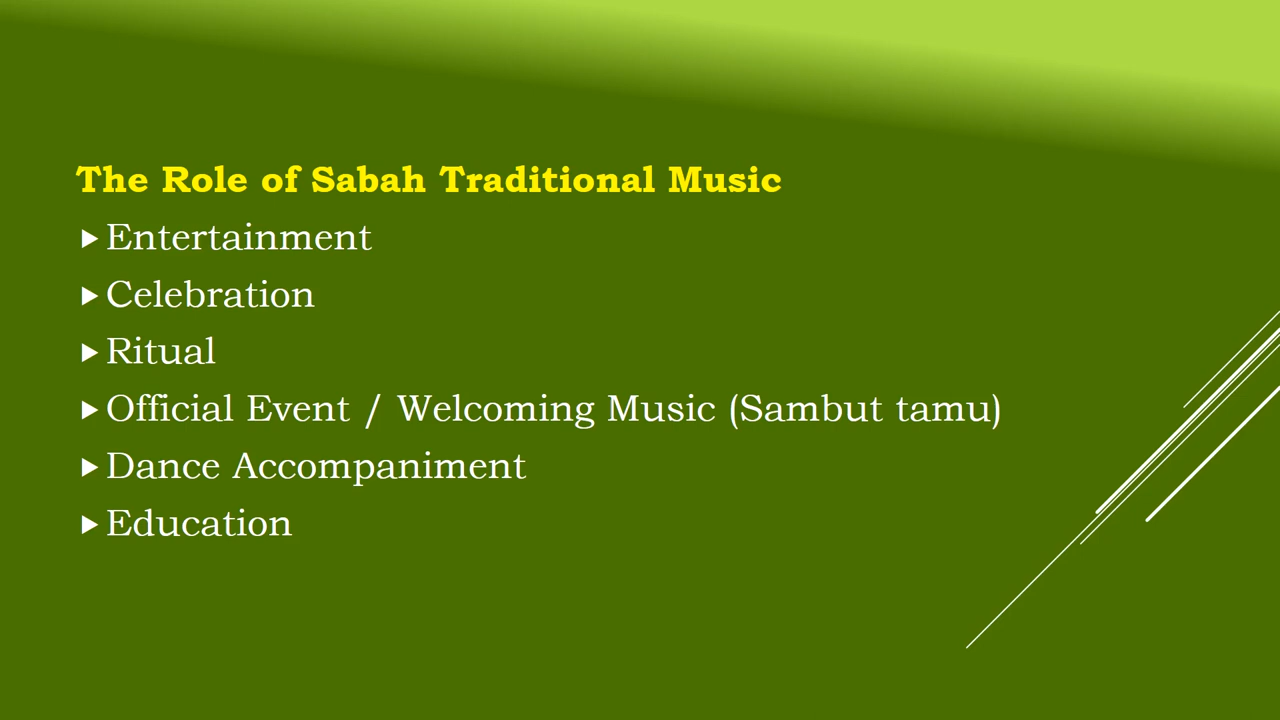 The Role of Sabah Traditional Music
Entertainment
Celebration
Ritual
Official Event / Welcoming Music (Sambut tamu)
Dance Accompaniment
Education